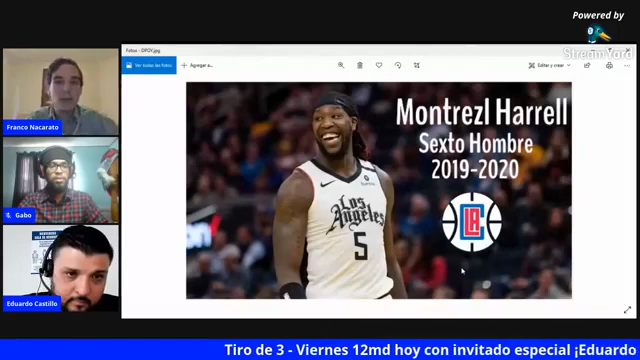 Powered by
StreamYard
Fotos - DPOY.jpg
Ver todas las fotos
Agregar a...
Editar y crear
Montrezl Harrell
Sexto Hombre
2019-2020
Los
Angeles
5
Franco Nacarato
Gabo
Eduardo Castillo
Tiro de 3 - Viernes 12md hoy con invitado especial ¡Eduardo